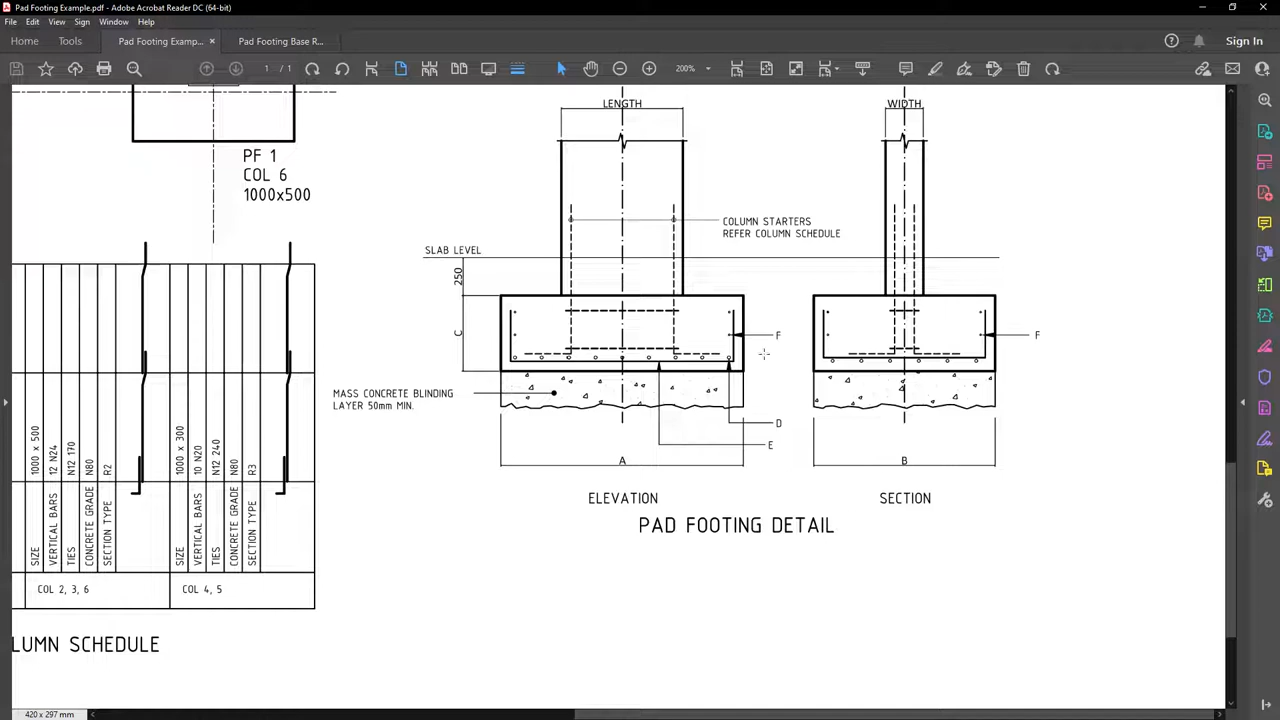 Pad Footing Example.pdf - Adobe Acrobat Reader DC (64-bit)
File Edit View Sign Window Help
Home Tools Pad Footing Examp... × Pad Footing Base R... Sign In
1 / 1 200%
LENGTH
WIDTH
PF 1
COL 6
1000x500
COLUMN STARTERS
REFER COLUMN SCHEDULE
SLAB LEVEL
250
C
F
F
MASS CONCRETE BLINDING
LAYER 50mm MIN.
D
E
A
B
ELEVATION
SECTION
PAD FOOTING DETAIL
SIZE 1000 x 500
VERTICAL BARS 12 N24
TIES N12 170
CONCRETE GRADE N80
SECTION TYPE R2
SIZE 1000 x 300
VERTICAL BARS 10 N20
TIES N12 240
CONCRETE GRADE N80
SECTION TYPE R3
COL 2, 3, 6
COL 4, 5
LUMN SCHEDULE
420 x 297 mm